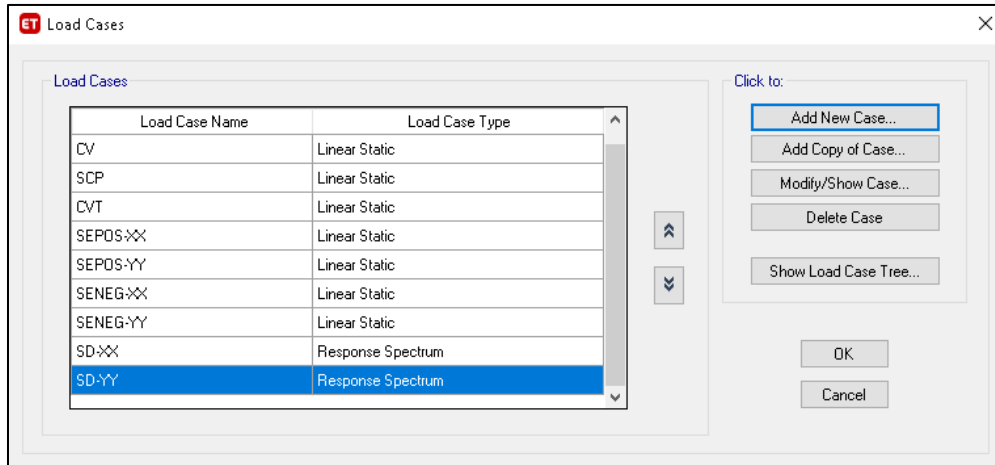 ET Load Cases
Load Cases
Load Case Name Load Case Type
CV Linear Static
SCP Linear Static
CVT Linear Static
SEPOS-XX Linear Static
SEPOS-YY Linear Static
SENEG-XX Linear Static
SENEG-YY Linear Static
SD-XX Response Spectrum
SD-YY Response Spectrum
Click to:
Add New Case...
Add Copy of Case...
Modify/Show Case...
Delete Case
Show Load Case Tree...
OK
Cancel